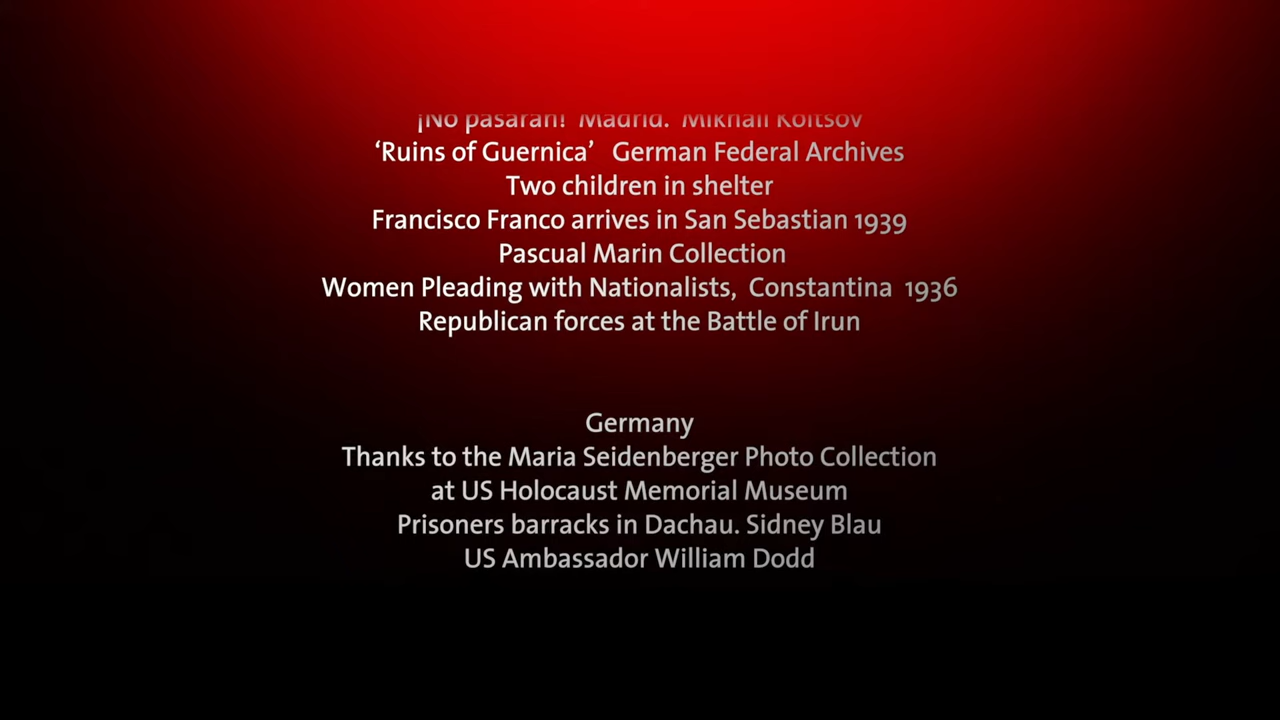 ¡No pasarán! Madrid. Mikhail Koltsov
‘Ruins of Guernica’ German Federal Archives
Two children in shelter
Francisco Franco arrives in San Sebastian 1939
Pascual Marin Collection
Women Pleading with Nationalists, Constantina 1936
Republican forces at the Battle of Irun
Germany
Thanks to the Maria Seidenberger Photo Collection
at US Holocaust Memorial Museum
Prisoners barracks in Dachau. Sidney Blau
US Ambassador William Dodd